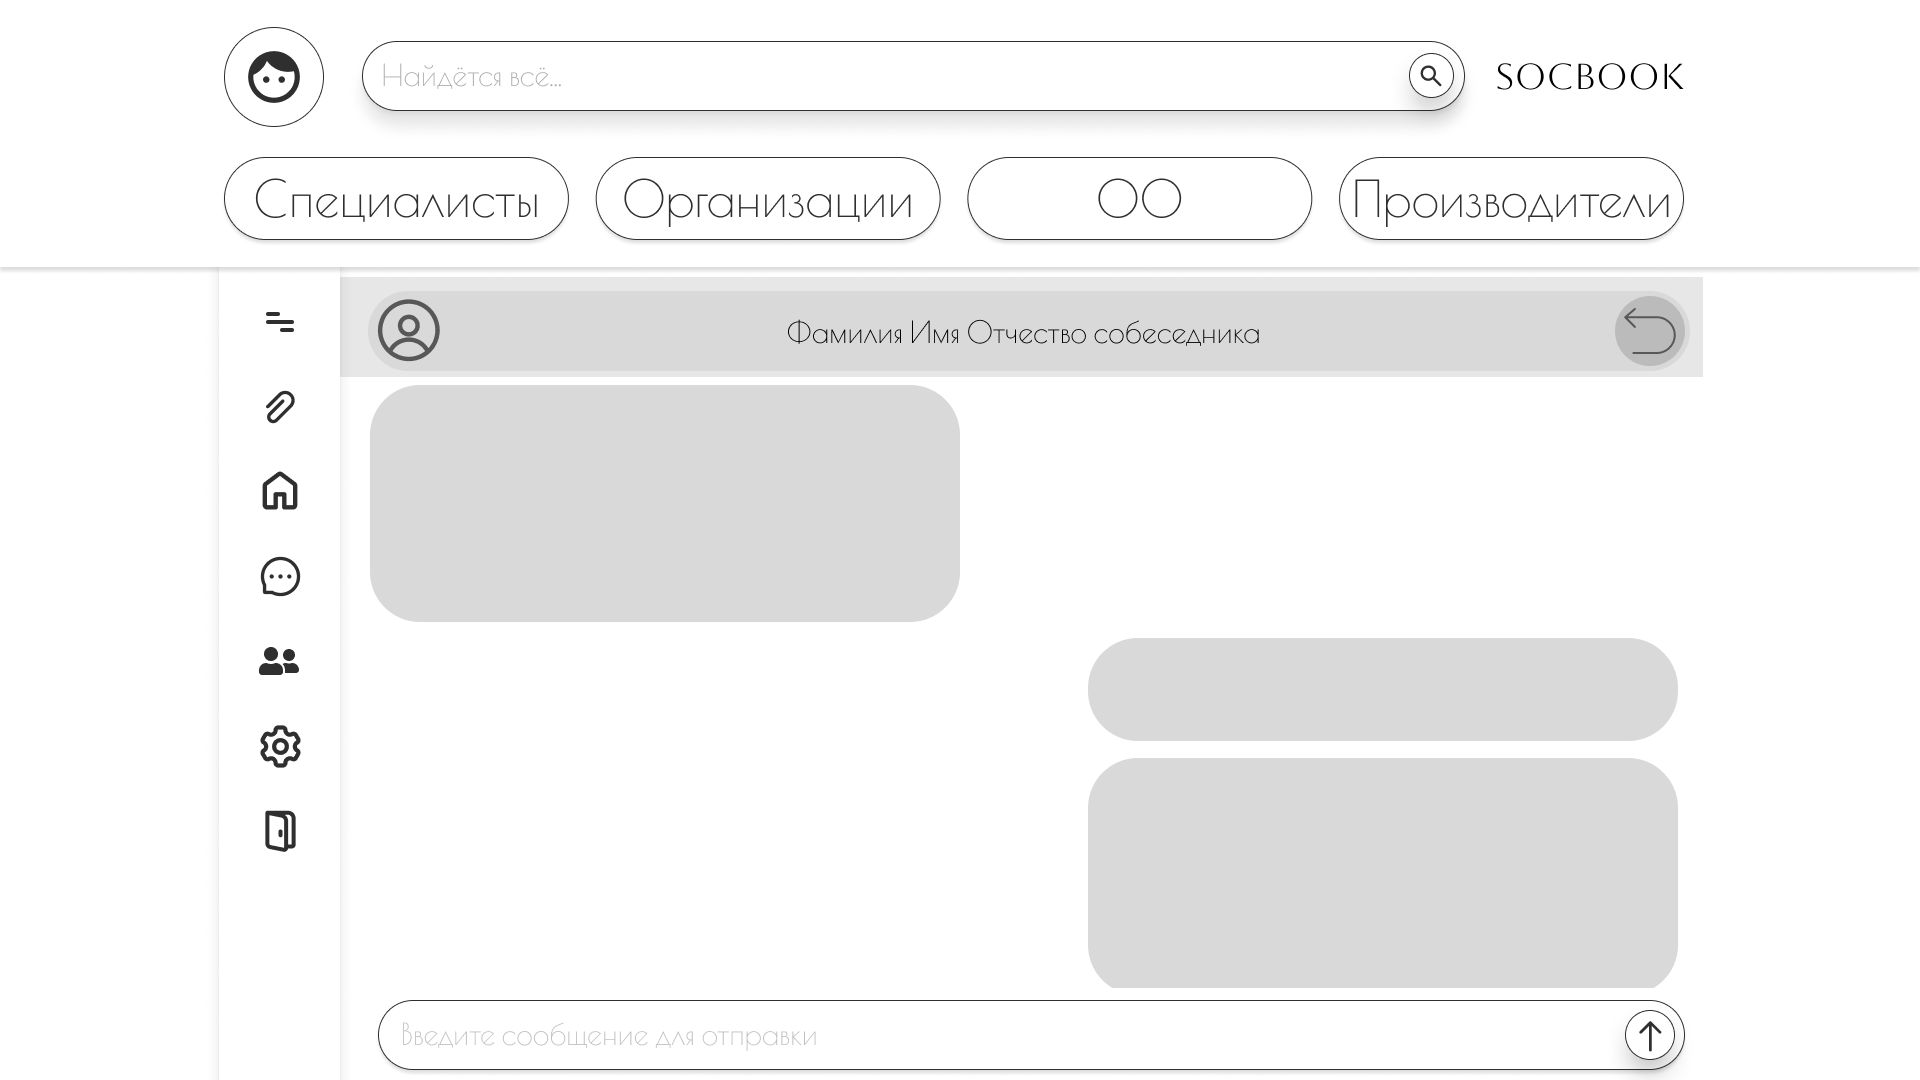 Найдётся всё...
SOCBOOK
Специалисты
Организации
ОО
Производители
Фамилия Имя Отчество собеседника
Введите сообщение для отправки